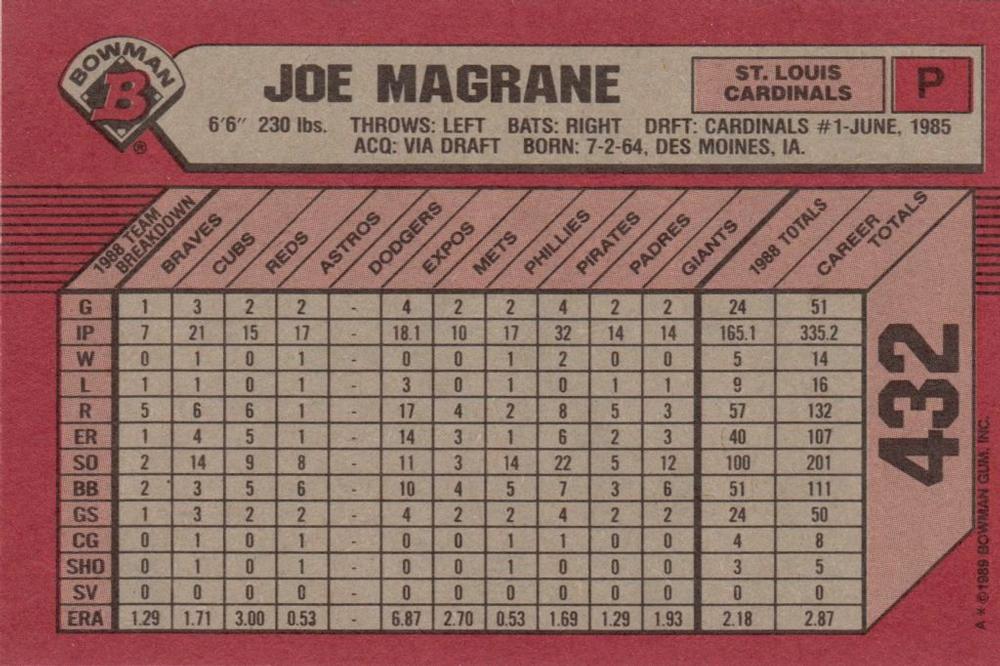 BOWMAN
B
®
JOE MAGRANE
ST. LOUIS
CARDINALS
P
6'6" 230 lbs. THROWS: LEFT BATS: RIGHT DRFT: CARDINALS #1-JUNE, 1985
ACQ: VIA DRAFT BORN: 7-2-64, DES MOINES, IA.
1988 TEAM BREAKDOWN BRAVES CUBS REDS ASTROS DODGERS EXPOS METS PHILLIES PIRATES PADRES GIANTS 1988 TOTALS CAREER TOTALS
G 1 3 2 2 - 4 2 2 4 2 2 24 51
IP 7 21 15 17 - 18.1 10 17 32 14 14 165.1 335.2
W 0 1 0 1 - 0 0 1 2 0 0 5 14
L 1 1 0 1 - 3 0 1 0 1 1 9 16
R 5 6 6 1 - 17 4 2 8 5 3 57 132
ER 1 4 5 1 - 14 3 1 6 2 3 40 107
SO 2 14 9 8 - 11 3 14 22 5 12 100 201
BB 2 3 5 6 - 10 4 5 7 3 6 51 111
GS 1 3 2 2 - 4 2 2 4 2 2 24 50
CG 0 1 0 1 - 0 0 1 1 0 0 4 8
SHO 0 1 0 1 - 0 0 1 0 0 0 3 5
SV 0 0 0 0 - 0 0 0 0 0 0 0 0
ERA 1.29 1.71 3.00 0.53 - 6.87 2.70 0.53 1.69 1.29 1.93 2.18 2.87
432
A * ©1989 BOWMAN GUM, INC.